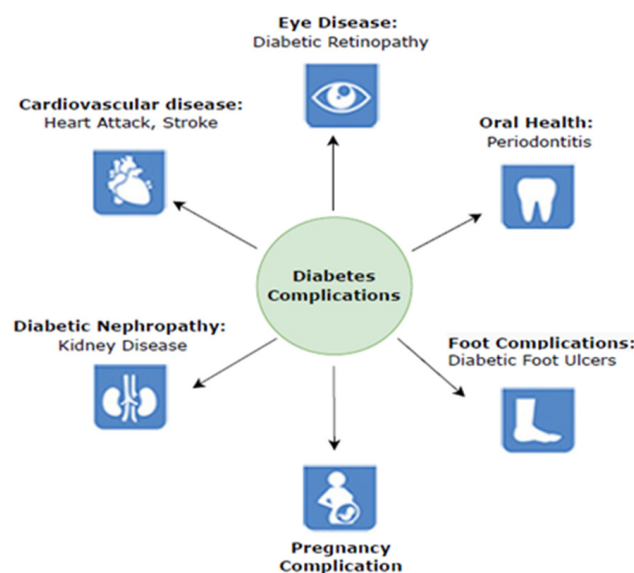 Eye Disease:
Diabetic Retinopathy
Cardiovascular disease:
Heart Attack, Stroke
Oral Health:
Periodontitis
Diabetes
Complications
Diabetic Nephropathy:
Kidney Disease
Foot Complications:
Diabetic Foot Ulcers
Pregnancy
Complication